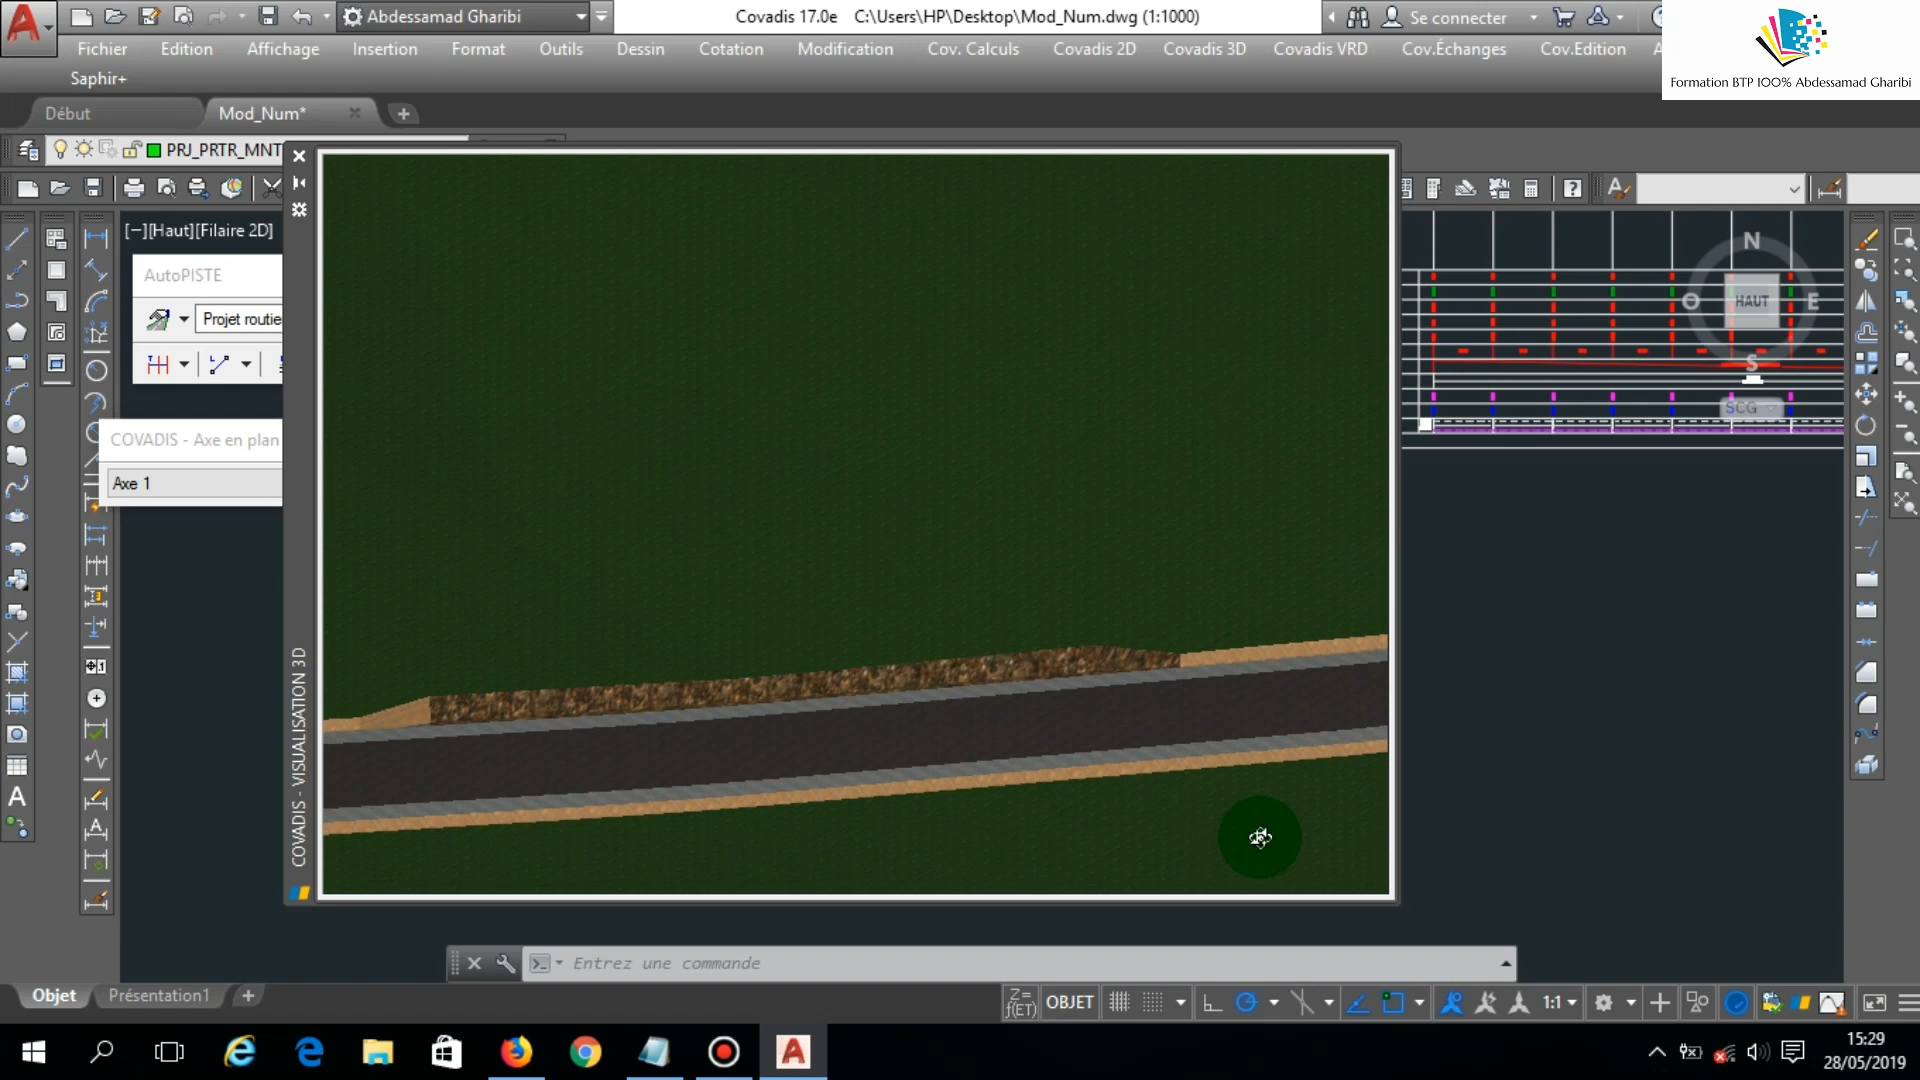 Abdessamad Gharibi
Covadis 17.0e C:\Users\HP\Desktop\Mod_Num.dwg (1:1000)
Se connecter
Fichier Edition Affichage Insertion Format Outils Dessin Cotation Modification Cov. Calculs Covadis 2D Covadis 3D Covadis VRD Cov.Échanges Cov.Edition
Saphir+
Formation BTP 100% Abdessamad Gharibi
Début
Mod_Num*
PRJ_PRTR_MNT
[−][Haut][Filaire 2D]
AutoPISTE
Projet routie
COVADIS - Axe en plan
Axe 1
COVADIS - VISUALISATION 3D
N
O
HAUT
E
S
SCG
Entrez une commande
Objet
Présentation1
Z=
f(ET)
OBJET
1:1
15:29
28/05/2019